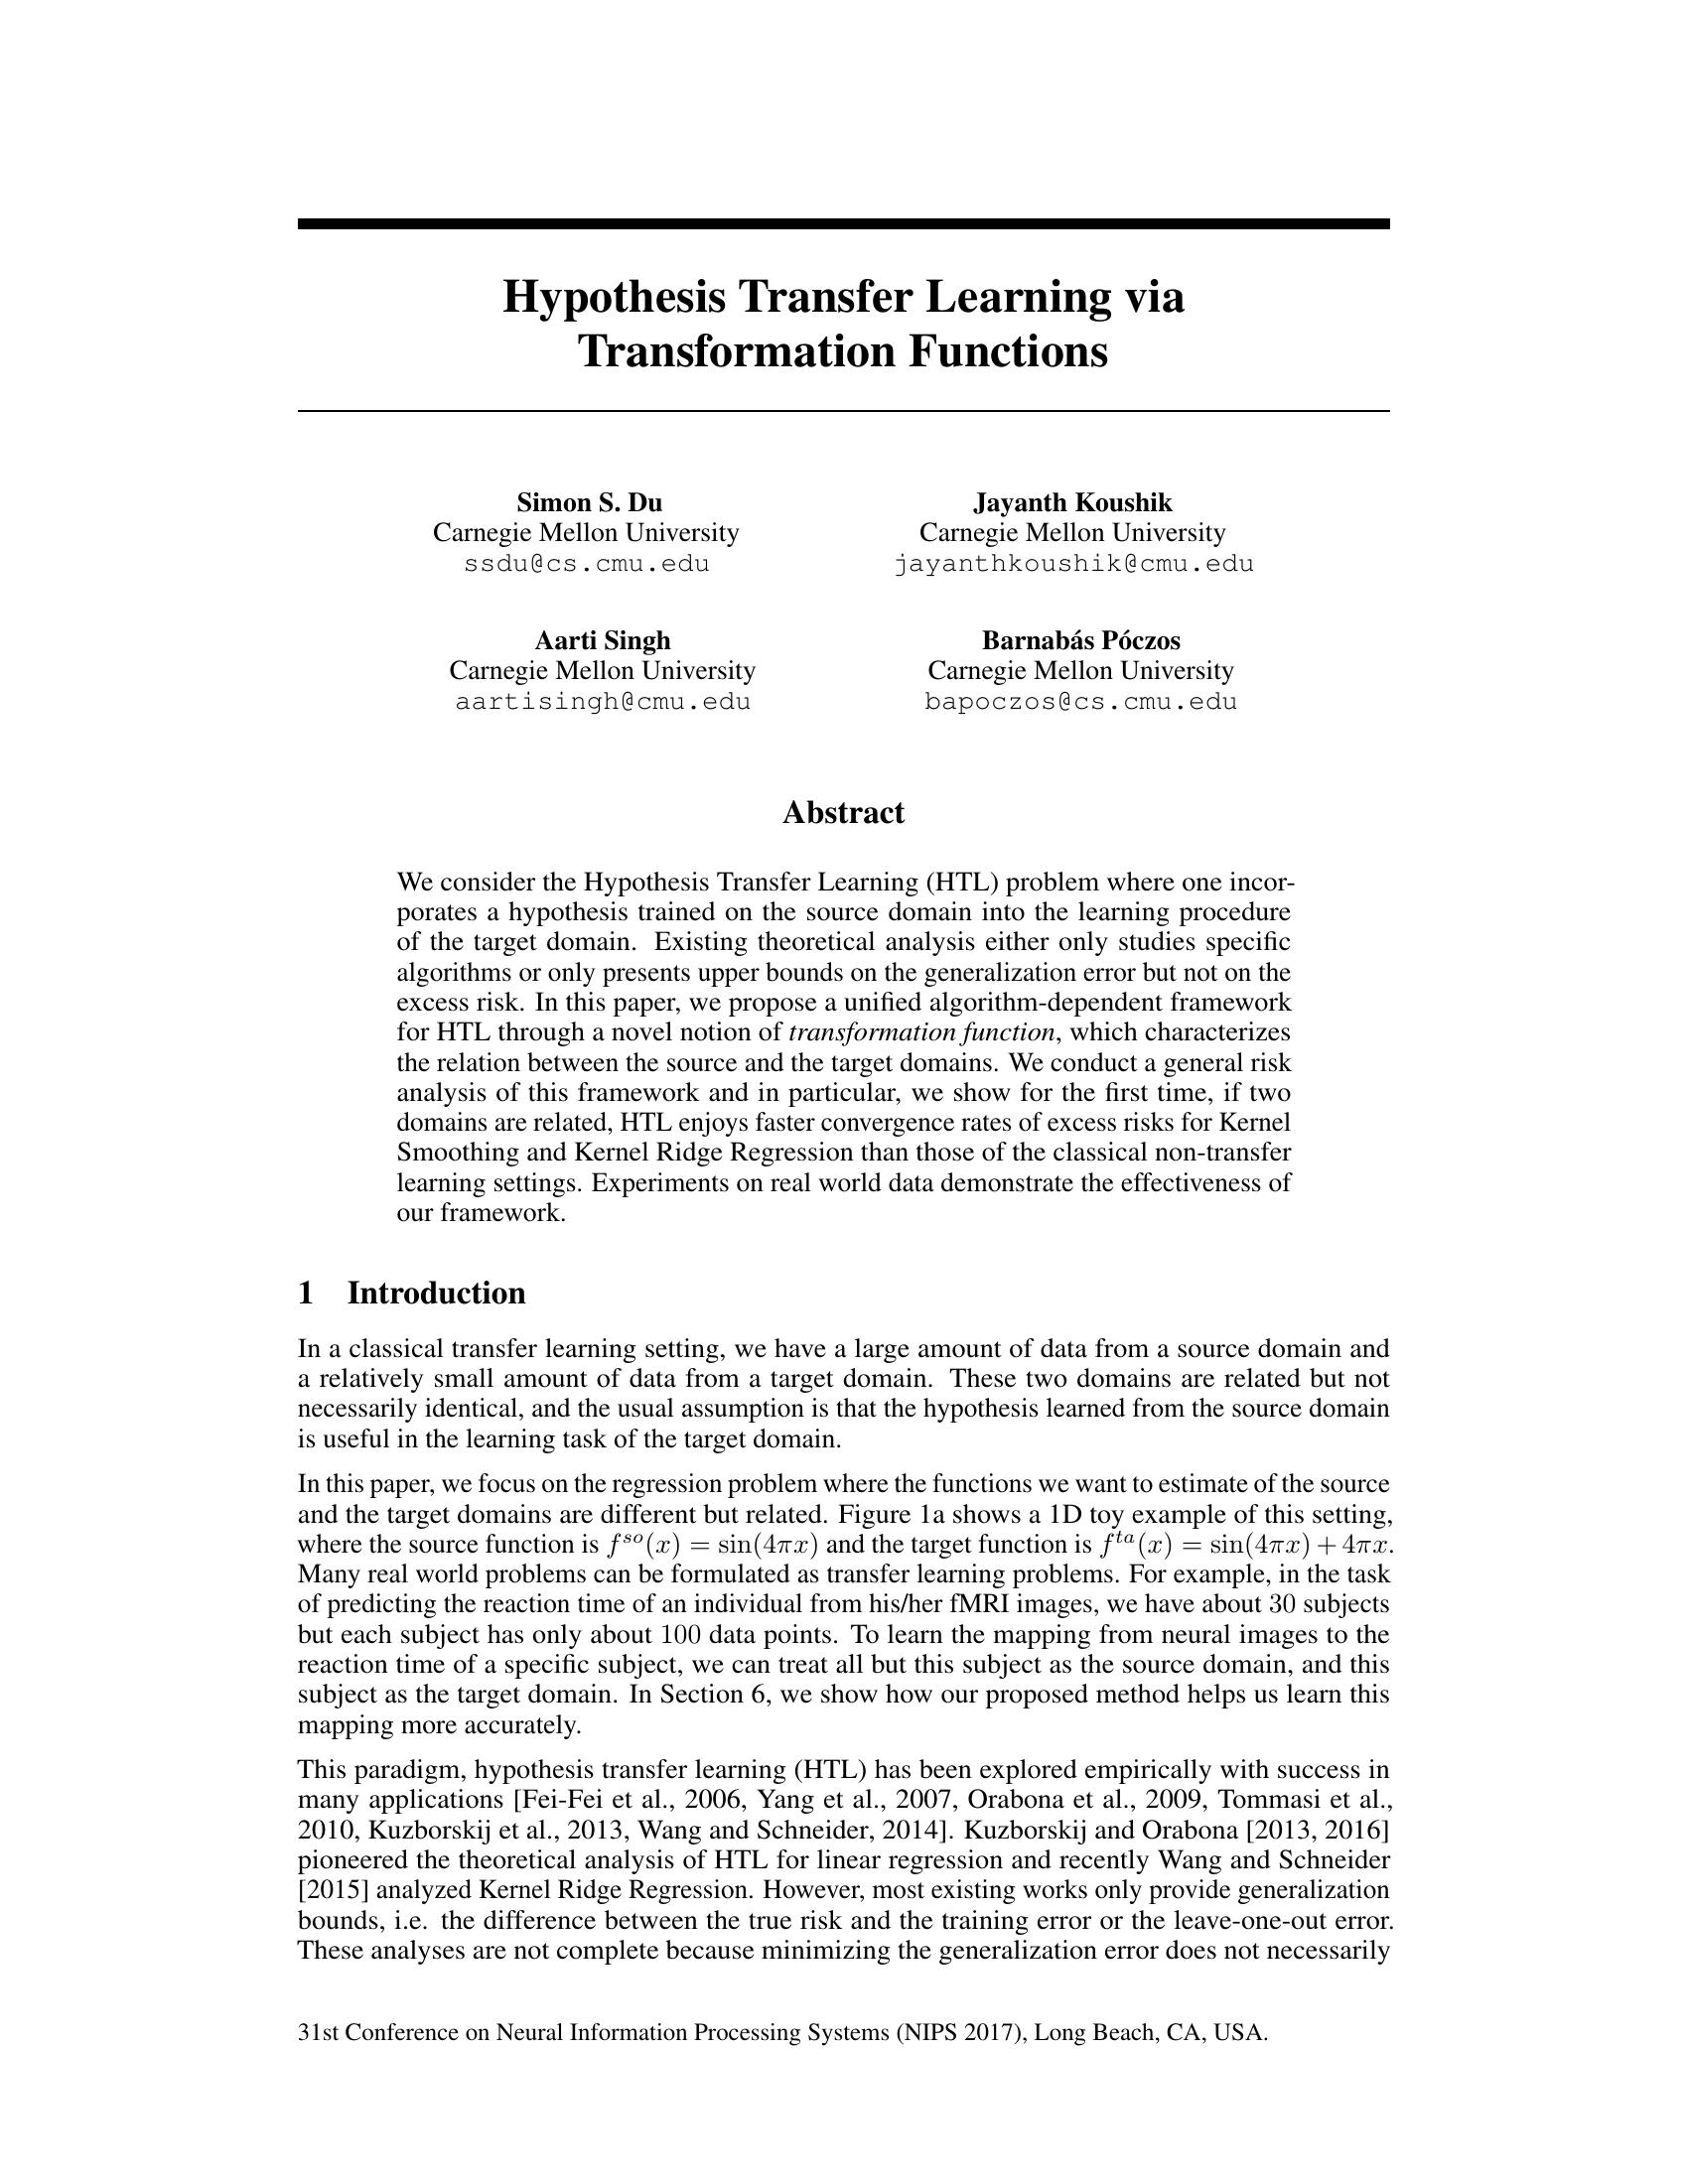 Hypothesis Transfer Learning via
Transformation Functions
Simon S. Du
Carnegie Mellon University
ssdu@cs.cmu.edu
Jayanth Koushik
Carnegie Mellon University
jayanthkoushik@cmu.edu
Aarti Singh
Carnegie Mellon University
aartisingh@cmu.edu
Barnabás Póczos
Carnegie Mellon University
bapoczos@cs.cmu.edu
Abstract
We consider the Hypothesis Transfer Learning (HTL) problem where one incor-
porates a hypothesis trained on the source domain into the learning procedure
of the target domain. Existing theoretical analysis either only studies specific
algorithms or only presents upper bounds on the generalization error but not on the
excess risk. In this paper, we propose a unified algorithm-dependent framework
for HTL through a novel notion of transformation function, which characterizes
the relation between the source and the target domains. We conduct a general risk
analysis of this framework and in particular, we show for the first time, if two
domains are related, HTL enjoys faster convergence rates of excess risks for Kernel
Smoothing and Kernel Ridge Regression than those of the classical non-transfer
learning settings. Experiments on real world data demonstrate the effectiveness of
our framework.
1 Introduction
In a classical transfer learning setting, we have a large amount of data from a source domain and
a relatively small amount of data from a target domain. These two domains are related but not
necessarily identical, and the usual assumption is that the hypothesis learned from the source domain
is useful in the learning task of the target domain.
In this paper, we focus on the regression problem where the functions we want to estimate of the source
and the target domains are different but related. Figure 1a shows a 1D toy example of this setting,
where the source function is $f^{so}(x) = \sin(4\pi x)$ and the target function is $f^{ta}(x) = \sin(4\pi x) + 4\pi x$.
Many real world problems can be formulated as transfer learning problems. For example, in the task
of predicting the reaction time of an individual from his/her fMRI images, we have about 30 subjects
but each subject has only about 100 data points. To learn the mapping from neural images to the
reaction time of a specific subject, we can treat all but this subject as the source domain, and this
subject as the target domain. In Section 6, we show how our proposed method helps us learn this
mapping more accurately.
This paradigm, hypothesis transfer learning (HTL) has been explored empirically with success in
many applications [Fei-Fei et al., 2006, Yang et al., 2007, Orabona et al., 2009, Tommasi et al.,
2010, Kuzborskij et al., 2013, Wang and Schneider, 2014]. Kuzborskij and Orabona [2013, 2016]
pioneered the theoretical analysis of HTL for linear regression and recently Wang and Schneider
[2015] analyzed Kernel Ridge Regression. However, most existing works only provide generalization
bounds, i.e. the difference between the true risk and the training error or the leave-one-out error.
These analyses are not complete because minimizing the generalization error does not necessarily
31st Conference on Neural Information Processing Systems (NIPS 2017), Long Beach, CA, USA.